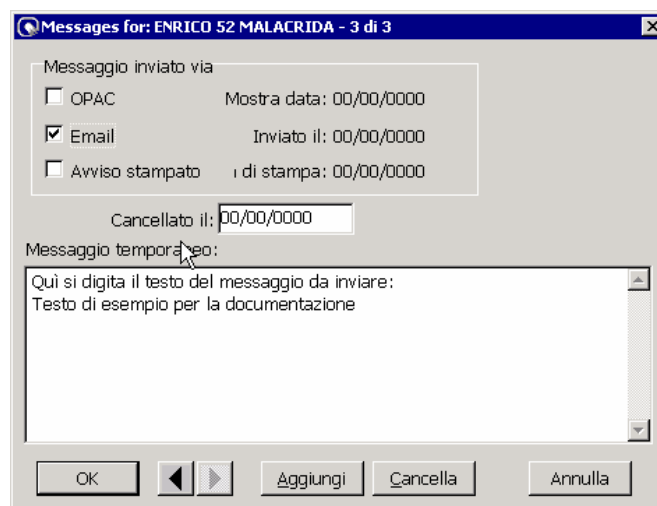 Messages for: ENRICO 52 MALACRIDA - 3 di 3
Messaggio inviato via
OPAC Mostra data: 00/00/0000
Email Inviato il: 00/00/0000
Avviso stampato di stampa: 00/00/0000
Cancellato il: 00/00/0000
Messaggio temporaneo:
Quì si digita il testo del messaggio da inviare:
Testo di esempio per la documentazione
OK Aggiungi Cancella Annulla